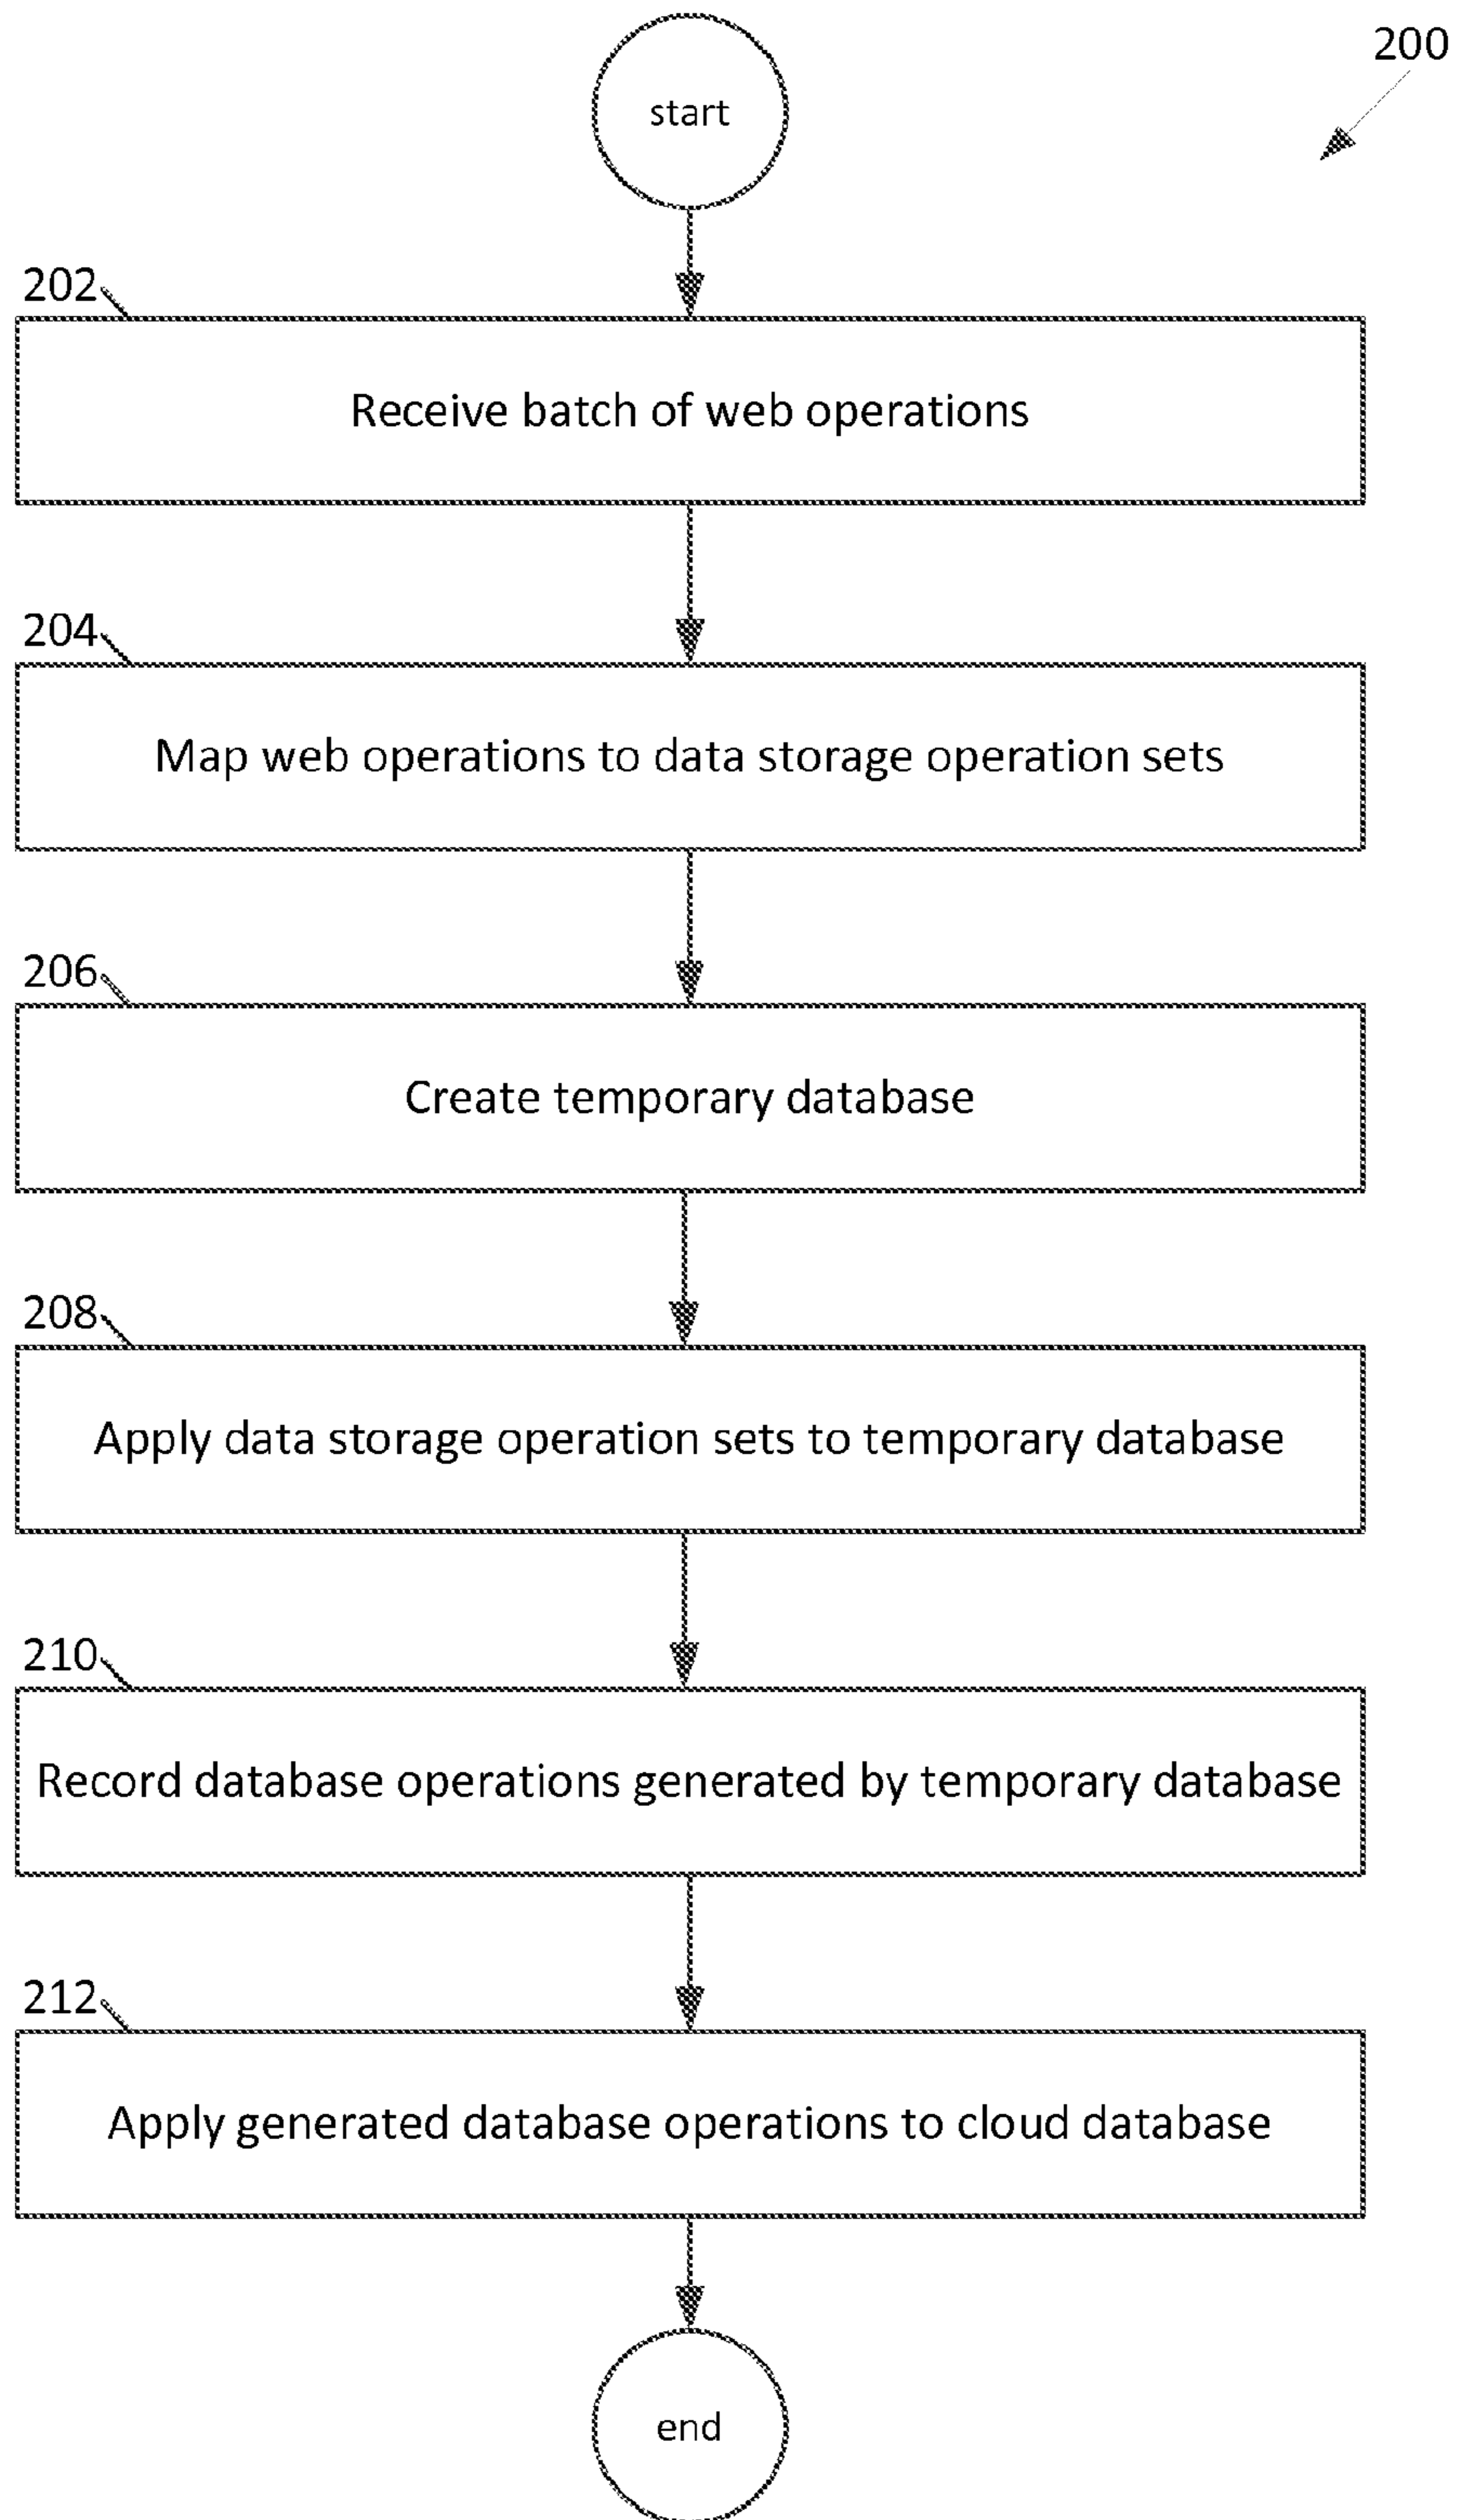 start
200
202
Receive batch of web operations
204
Map web operations to data storage operation sets
206
Create temporary database
208
Apply data storage operation sets to temporary database
210
Record database operations generated by temporary database
212
Apply generated database operations to cloud database
end